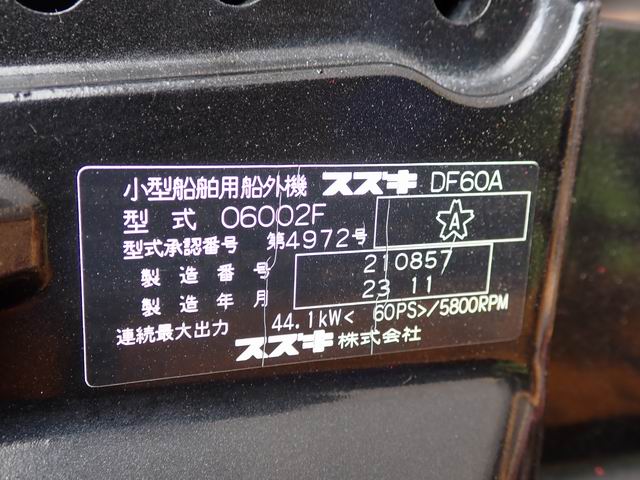 小型船舶用船外機 スズキ DF60A
型式 06002F
A
型式承認番号 第4972号
製造番号 210857
製造年月 23 11
連続最大出力 44.1kW< 60PS>/5800RPM
スズキ株式会社